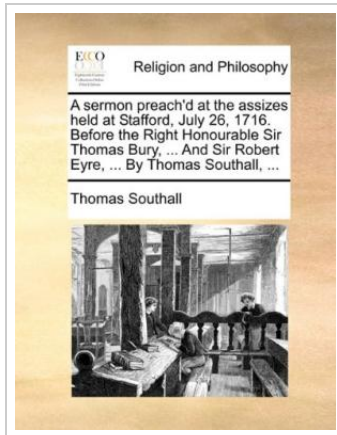 ECCO
Religion and Philosophy
A sermon preach'd at the assizes
held at Stafford, July 26, 1716.
Before the Right Honourable Sir
Thomas Bury, ... And Sir Robert
Eyre, ... By Thomas Southall, ...
Thomas Southall